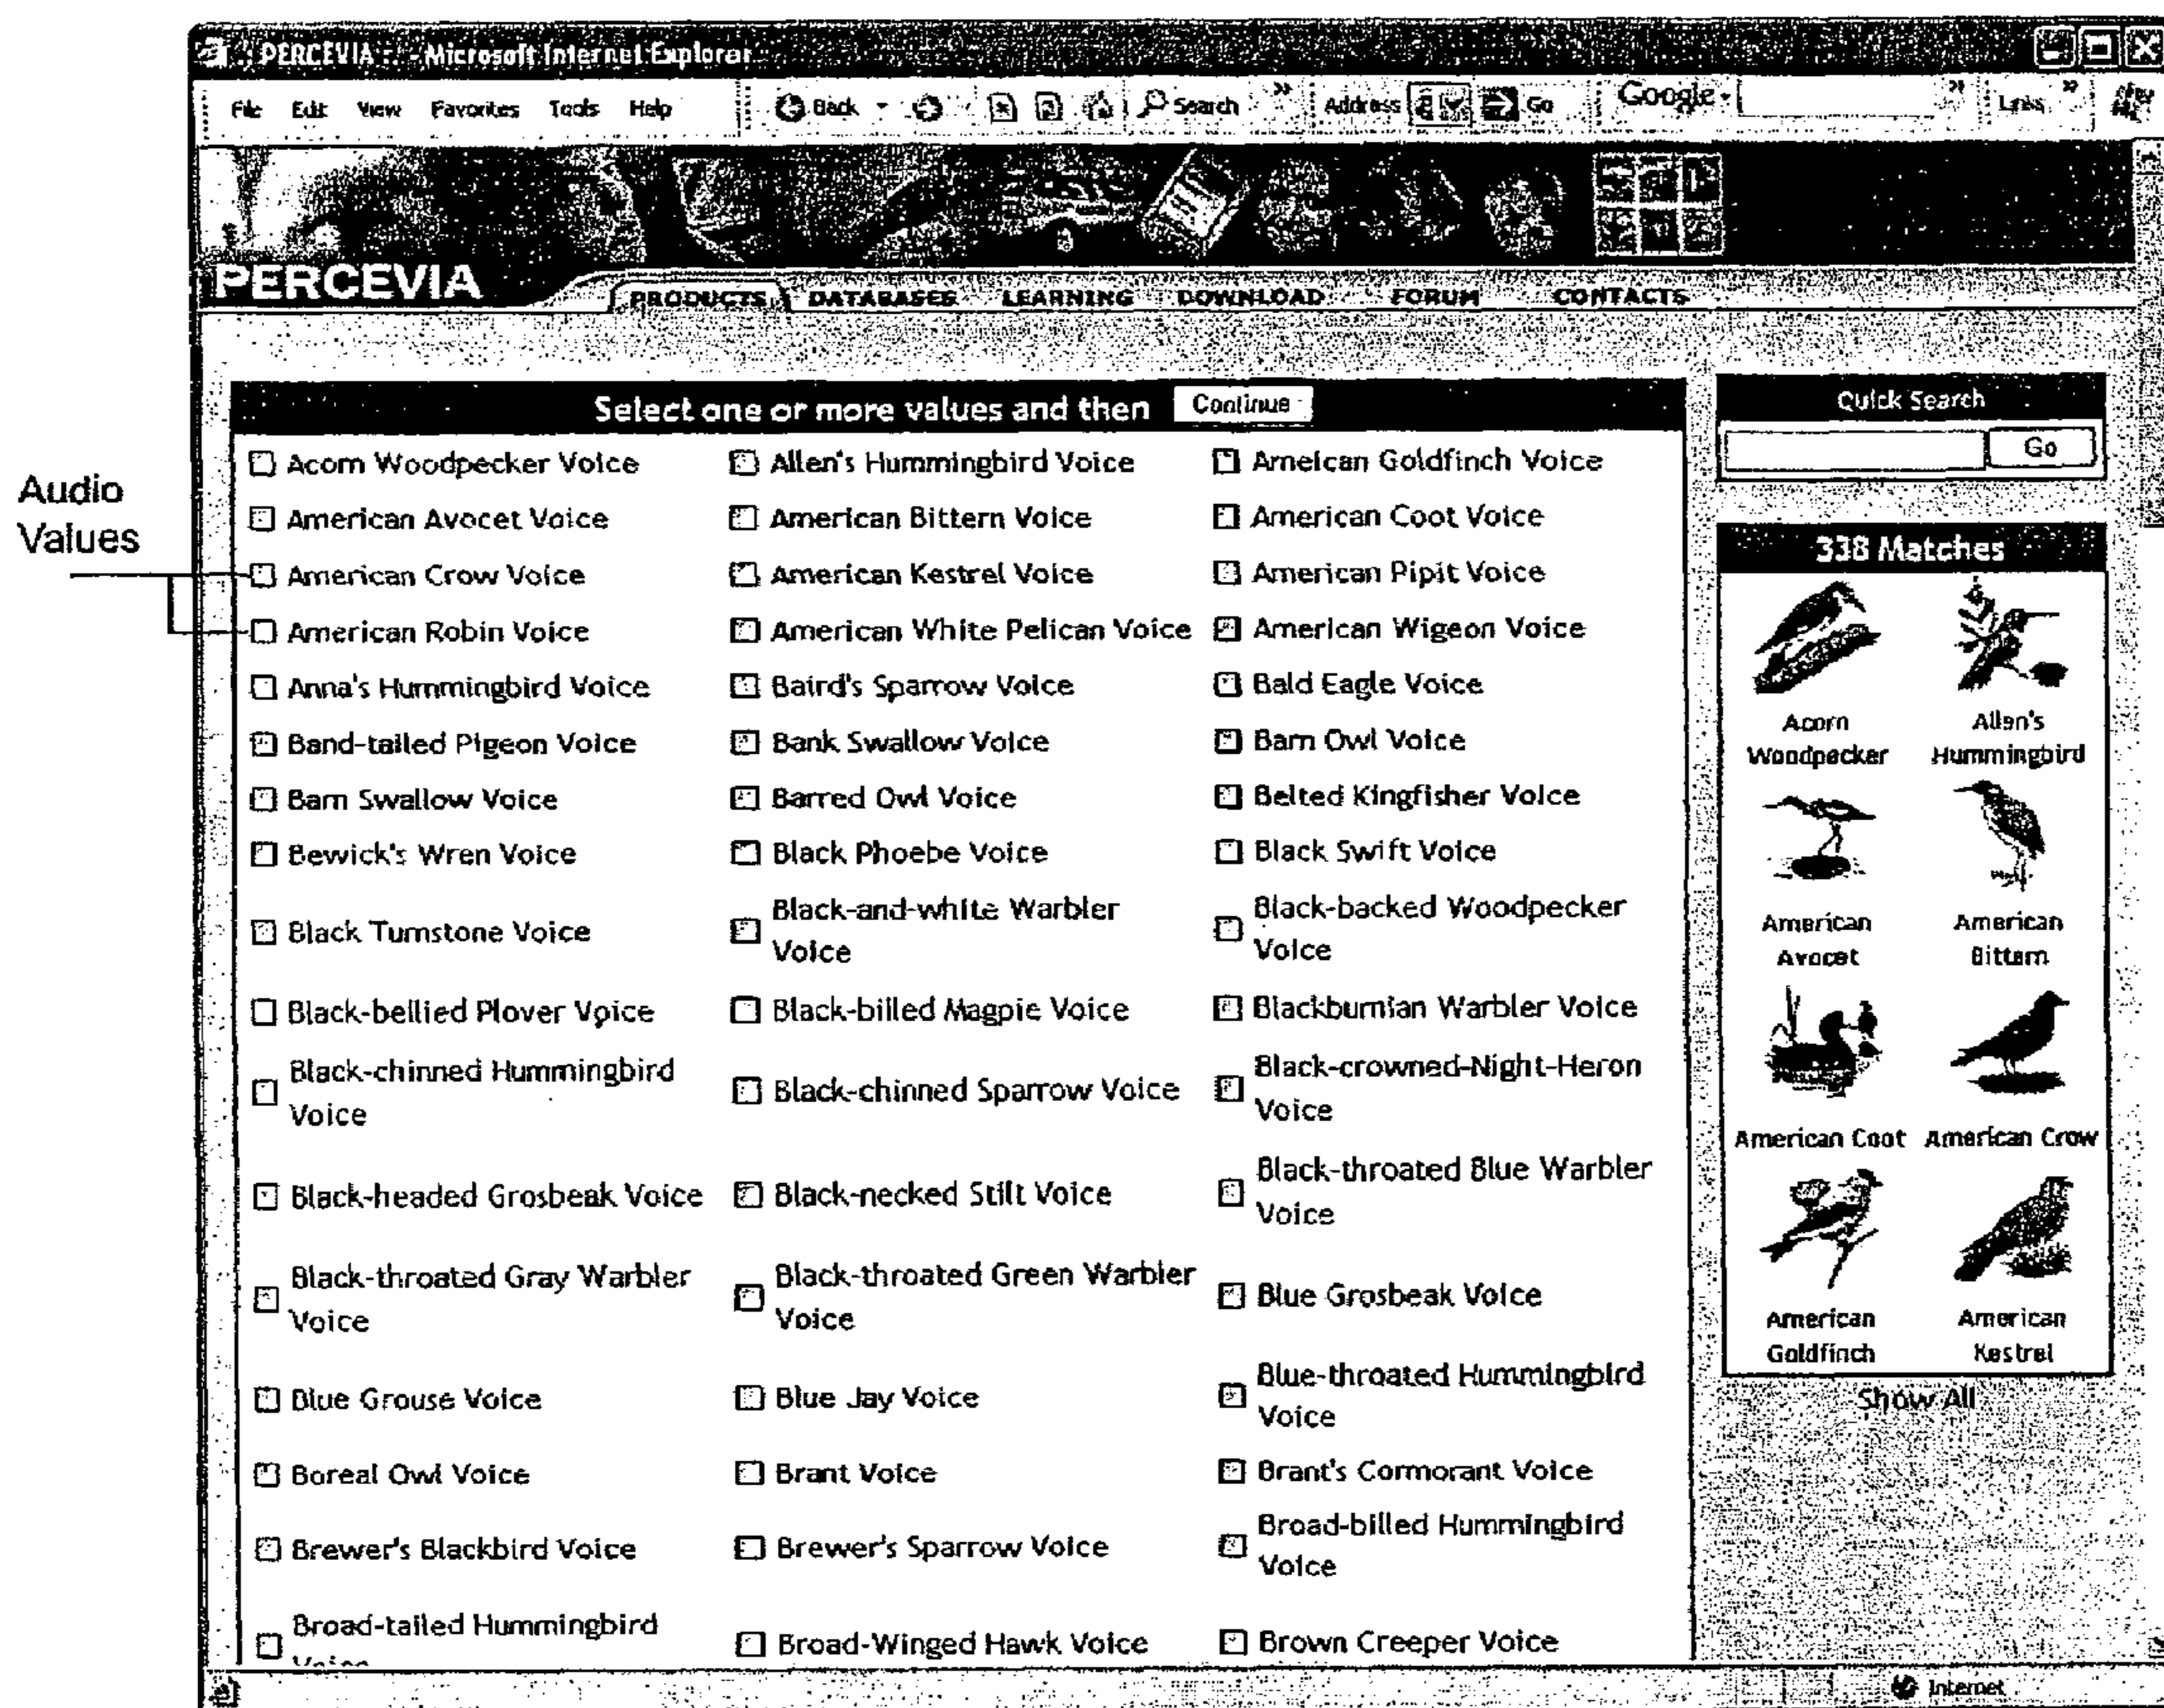 PERCEVIA - Microsoft Internet Explorer
File Edit View Favorites Tools Help Back Search Address Go Google Links
PERCEVIA
PRODUCTS DATABASES LEARNING DOWNLOAD FORUM CONTACTS
Select one or more values and then Continue
Acorn Woodpecker Voice Allen's Hummingbird Voice Ameican Goldfinch Voice
American Avocet Voice American Bittern Voice American Coot Voice
American Crow Voice American Kestrel Voice American Pipit Voice
American Robin Voice American White Pelican Voice American Wigeon Voice
Anna's Hummingbird Voice Baird's Sparrow Voice Bald Eagle Voice
Band-tailed Pigeon Voice Bank Swallow Voice Barn Owl Voice
Barn Swallow Voice Barred Owl Voice Belted Kingfisher Voice
Bewick's Wren Voice Black Phoebe Voice Black Swift Voice
Black Turnstone Voice Black-and-white Warbler Voice Black-backed Woodpecker Voice
Black-bellied Plover Voice Black-billed Magpie Voice Blackburnian Warbler Voice
Black-chinned Hummingbird Voice Black-chinned Sparrow Voice Black-crowned-Night-Heron Voice
Black-headed Grosbeak Voice Black-necked Stilt Voice Black-throated Blue Warbler Voice
Black-throated Gray Warbler Voice Black-throated Green Warbler Voice Blue Grosbeak Voice
Blue Grouse Voice Blue Jay Voice Blue-throated Hummingbird Voice
Boreal Owl Voice Brant Voice Brant's Cormorant Voice
Brewer's Blackbird Voice Brewer's Sparrow Voice Broad-billed Hummingbird Voice
Broad-tailed Hummingbird Voice Broad-Winged Hawk Voice Brown Creeper Voice
Audio
Values
Quick Search
Go
338 Matches
Acorn Woodpecker Allen's Hummingbird
American Avocet American Bittern
American Coot American Crow
American Goldfinch American Kestrel
Show All
Internet